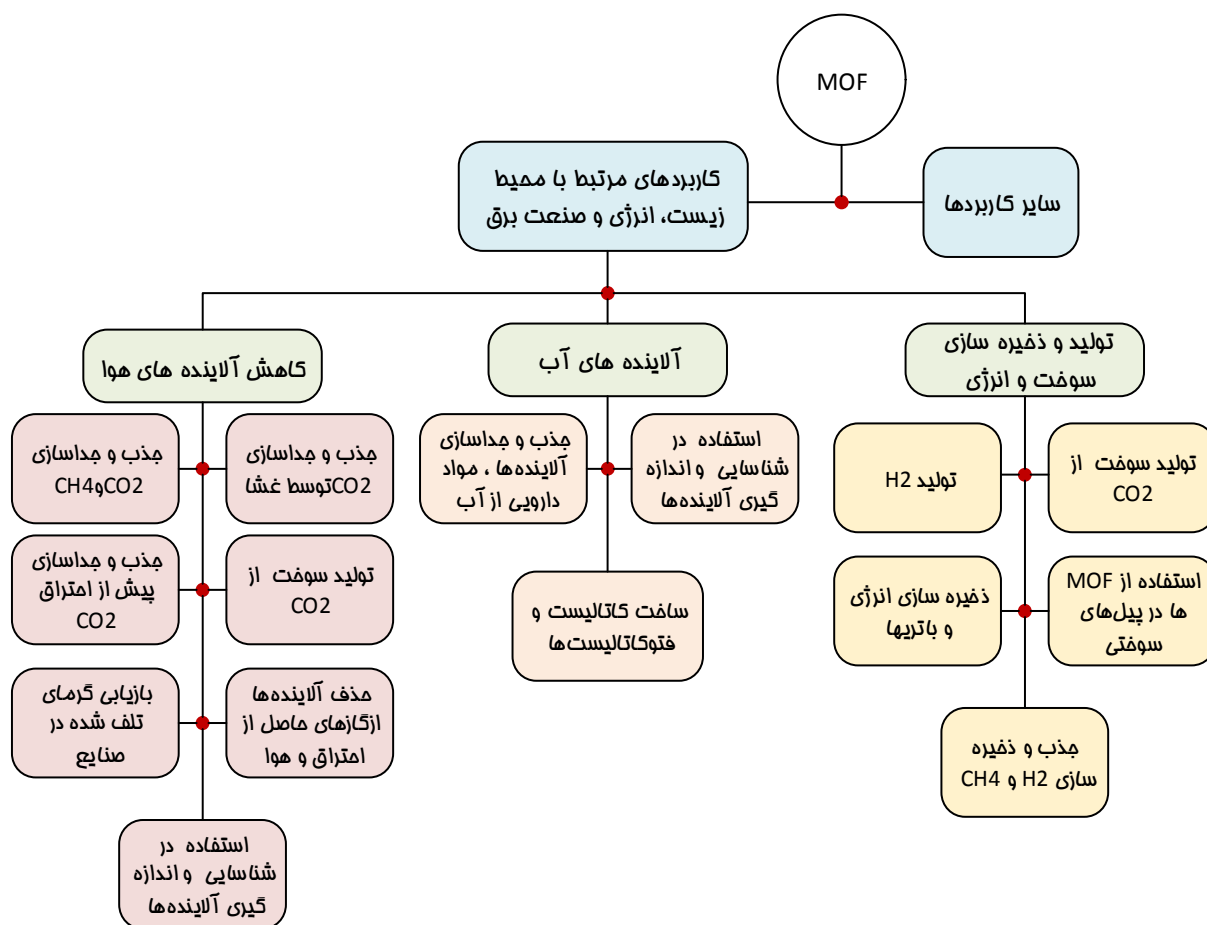 MOF
سایر کاربردها
کاربردهای مرتبط با محیط
زیست، انرژی و صنعت برق
تولید و ذخیره سازی
سوخت و انرژی
آلاینده های آب
کاهش آلاینده های هوا
تولید سوخت از
CO2
تولید H2
استفاده از MOF
ها در پیل‌های
سوختی
ذخیره سازی انرژی
و باتریها
جذب و ذخیره
سازی H2 و CH4
استفاده در
شناسایی و اندازه
گیری آلاینده‌ها
جذب و جداسازی
آلاینده‌ها ، مواد
دارویی از آب
ساخت کاتالیست و
فتوکاتالیست‌ها
جذب و جداسازی
CO2توسط غشا
جذب و جداسازی
CO2وCH4
تولید سوخت از
CO2
جذب و جداسازی
پیش از احتراق
CO2
حذف آلاینده‌ها
ازگازهای حاصل از
احتراق و هوا
بازیابی گرمای
تلف شده در
صنایع
استفاده در
شناسایی و اندازه
گیری آلاینده‌ها